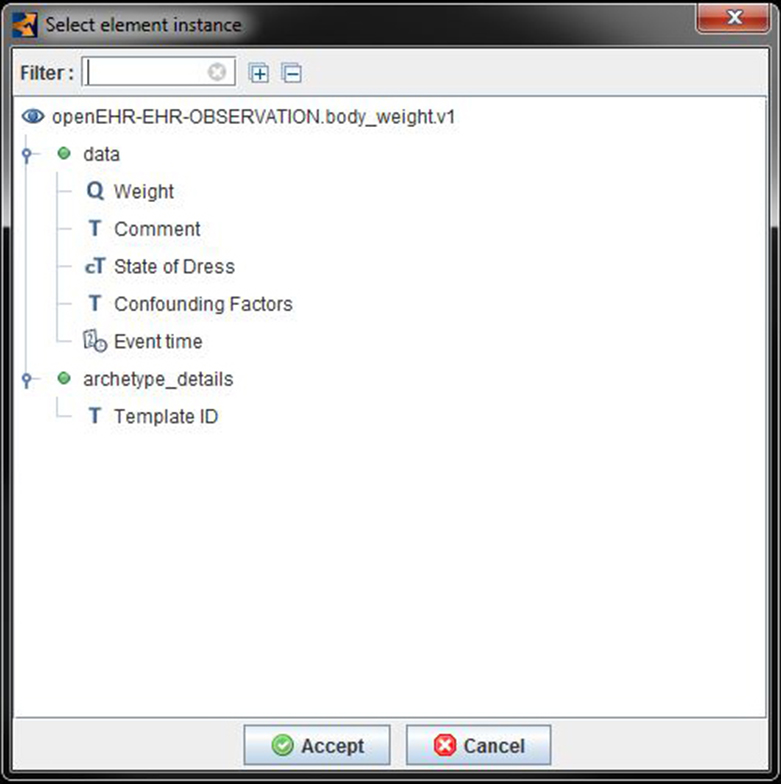 Select element instance
Filter :
openEHR-EHR-OBSERVATION.body_weight.v1
data
Q Weight
T Comment
cT State of Dress
T Confounding Factors
Event time
archetype_details
T Template ID
Accept Cancel